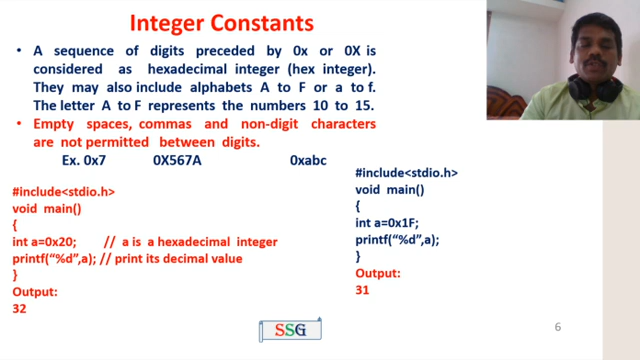 Integer Constants
• A sequence of digits preceded by 0x or 0X is
considered as hexadecimal integer (hex integer).
They may also include alphabets A to F or a to f.
The letter A to F represents the numbers 10 to 15.
• Empty spaces, commas and non-digit characters
are not permitted between digits.
Ex. 0x7 0X567A 0xabc
#include<stdio.h>
void main()
{
int a=0x20; // a is a hexadecimal integer
printf(“%d”,a); // print its decimal value
}
Output:
32
#include<stdio.h>
void main()
{
int a=0x1F;
printf(“%d”,a);
}
Output:
31
SSG
6